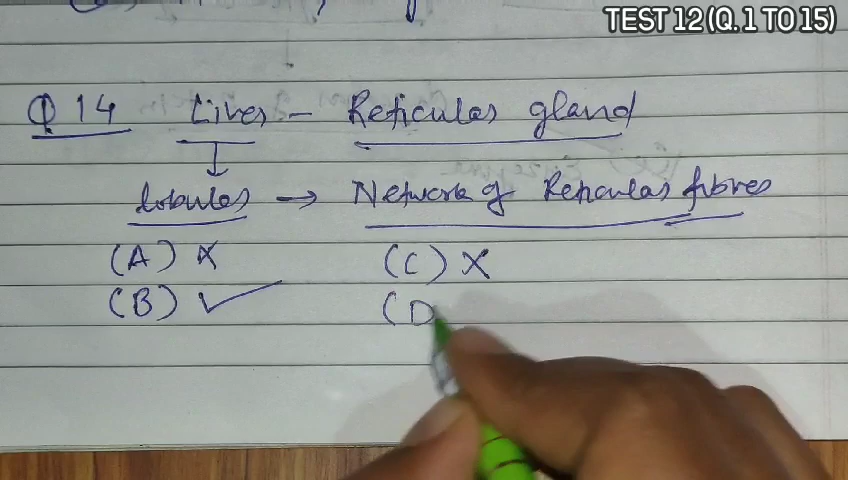 TEST 12 (Q. 1 TO 15)
Q 14 Liver - Reticular gland
↓
Lobules → Network of Reticular fibres
(A) X (C) X
(B) ✓ (D